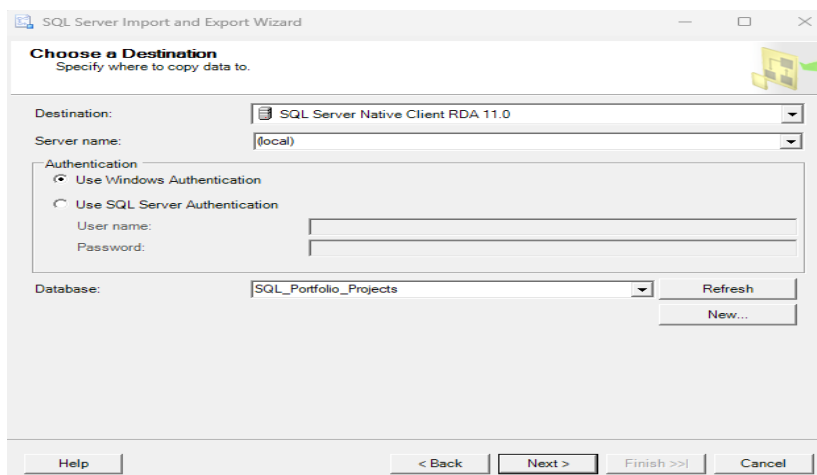 SQL Server Import and Export Wizard
Choose a Destination
Specify where to copy data to.
Destination: SQL Server Native Client RDA 11.0
Server name: (local)
Authentication
Use Windows Authentication
Use SQL Server Authentication
User name:
Password:
Database: SQL_Portfolio_Projects Refresh
New...
Help < Back Next > Finish >>| Cancel